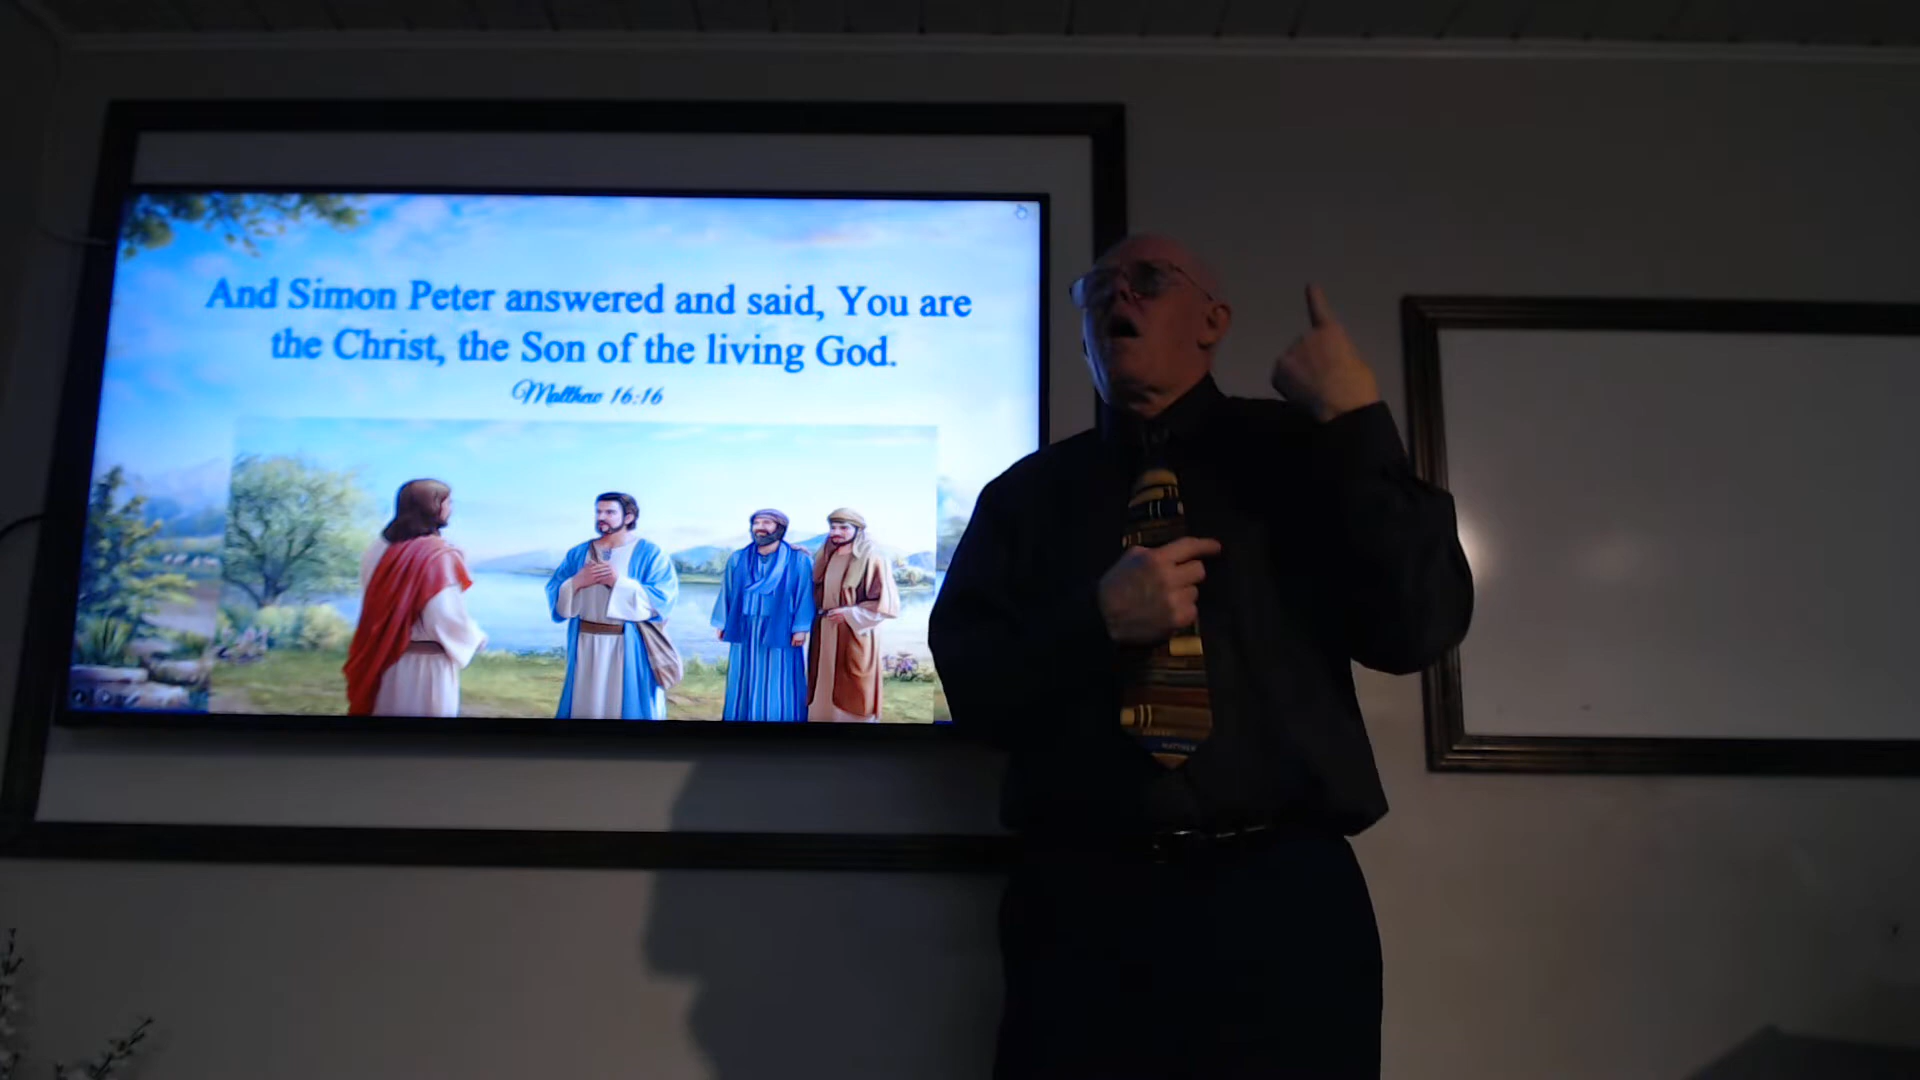 And Simon Peter answered and said, You are
the Christ, the Son of the living God.
Matthew 16:16